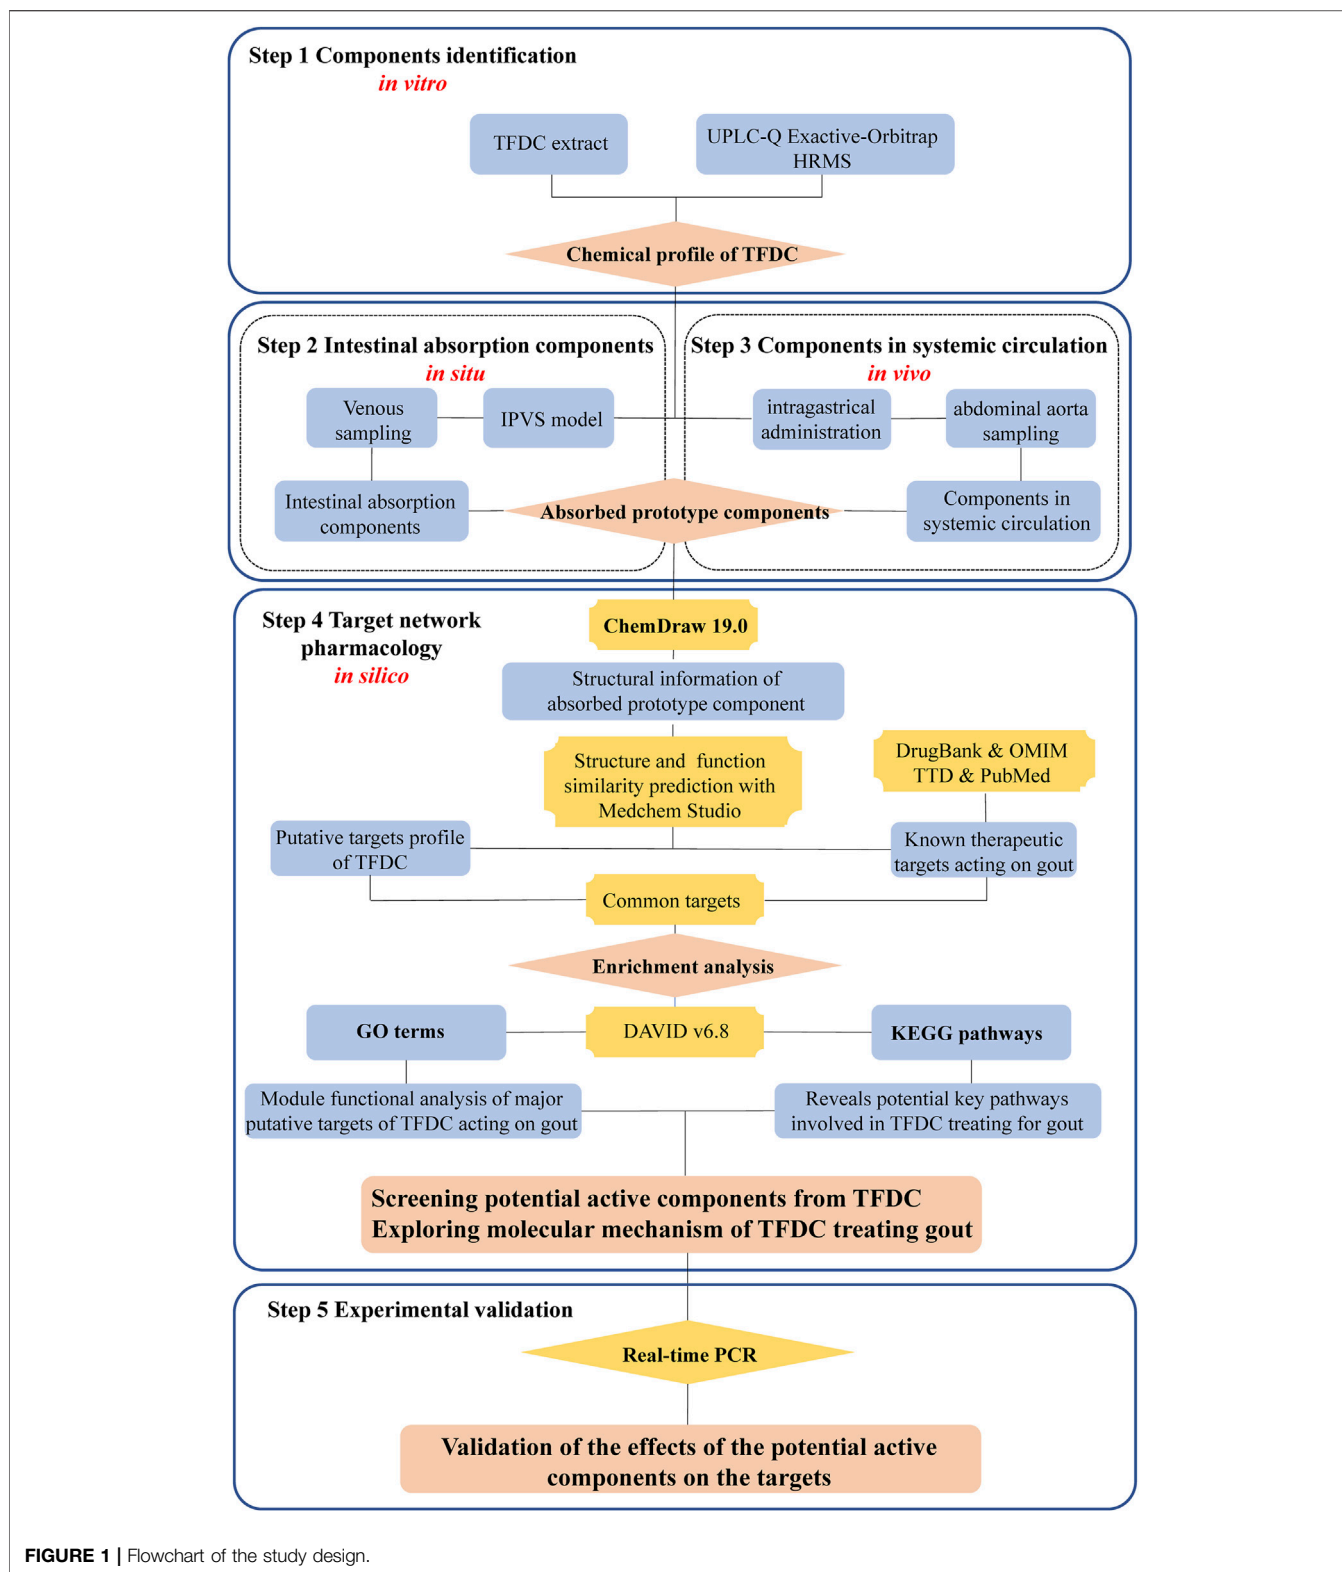 Step 1 Components identification
in vitro
TFDC extract
UPLC-Q Exactive-Orbitrap
HRMS
Chemical profile of TFDC
Step 2 Intestinal absorption components
in situ
Venous
sampling
IPVS model
Intestinal absorption
components
Step 3 Components in systemic circulation
in vivo
intragastrical
administration
abdominal aorta
sampling
Components in
systemic circulation
Absorbed prototype components
Step 4 Target network
pharmacology
in silico
ChemDraw 19.0
Structural information of
absorbed prototype component
Structure and function
similarity prediction with
Medchem Studio
DrugBank & OMIM
TTD & PubMed
Putative targets profile
of TFDC
Known therapeutic
targets acting on gout
Common targets
Enrichment analysis
GO terms
DAVID v6.8
KEGG pathways
Module functional analysis of major
putative targets of TFDC acting on gout
Reveals potential key pathways
involved in TFDC treating for gout
Screening potential active components from TFDC
Exploring molecular mechanism of TFDC treating gout
Step 5 Experimental validation
Real-time PCR
Validation of the effects of the potential active
components on the targets
FIGURE 1 | Flowchart of the study design.